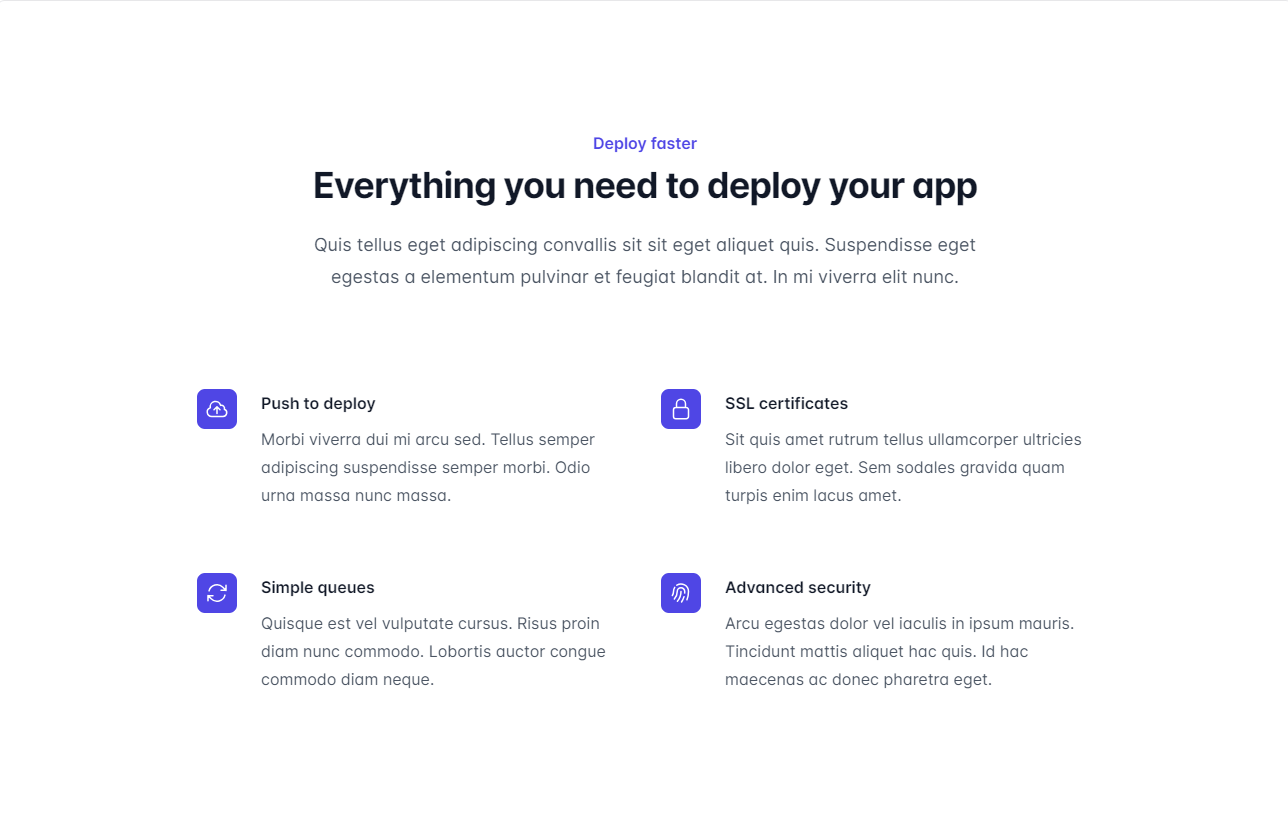 Deploy faster
Everything you need to deploy your app
Quis tellus eget adipiscing convallis sit sit eget aliquet quis. Suspendisse eget
egestas a elementum pulvinar et feugiat blandit at. In mi viverra elit nunc.
Push to deploy
Morbi viverra dui mi arcu sed. Tellus semper
adipiscing suspendisse semper morbi. Odio
urna massa nunc massa.
SSL certificates
Sit quis amet rutrum tellus ullamcorper ultricies
libero dolor eget. Sem sodales gravida quam
turpis enim lacus amet.
Simple queues
Quisque est vel vulputate cursus. Risus proin
diam nunc commodo. Lobortis auctor congue
commodo diam neque.
Advanced security
Arcu egestas dolor vel iaculis in ipsum mauris.
Tincidunt mattis aliquet hac quis. Id hac
maecenas ac donec pharetra eget.